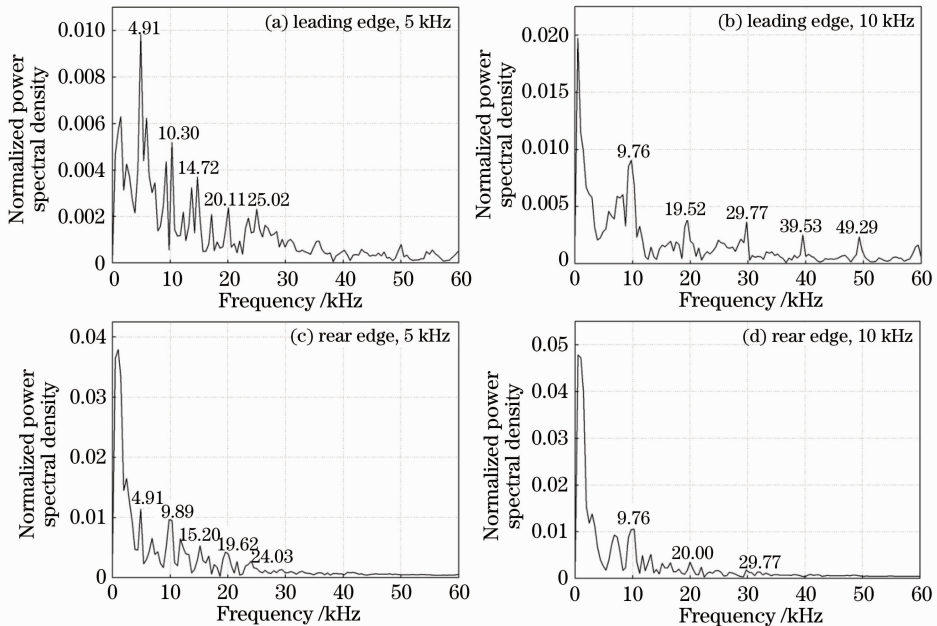 (a) leading edge, 5 kHz
Normalized power
spectral density
0.010
0.008
0.006
0.004
0.002
0
4.91
10.30
14.72
20.11
25.02
0 10 20 30 40 50 60
Frequency /kHz
(b) leading edge, 10 kHz
Normalized power
spectral density
0.020
0.015
0.010
0.005
0
9.76
19.52
29.77
39.53
49.29
0 10 20 30 40 50 60
Frequency /kHz
(c) rear edge, 5 kHz
Normalized power
spectral density
0.04
0.03
0.02
0.01
0
4.91
9.89
15.20
19.62
24.03
0 10 20 30 40 50 60
Frequency /kHz
(d) rear edge, 10 kHz
Normalized power
spectral density
0.05
0.04
0.03
0.02
0.01
0
9.76
20.00
29.77
0 10 20 30 40 50 60
Frequency /kHz